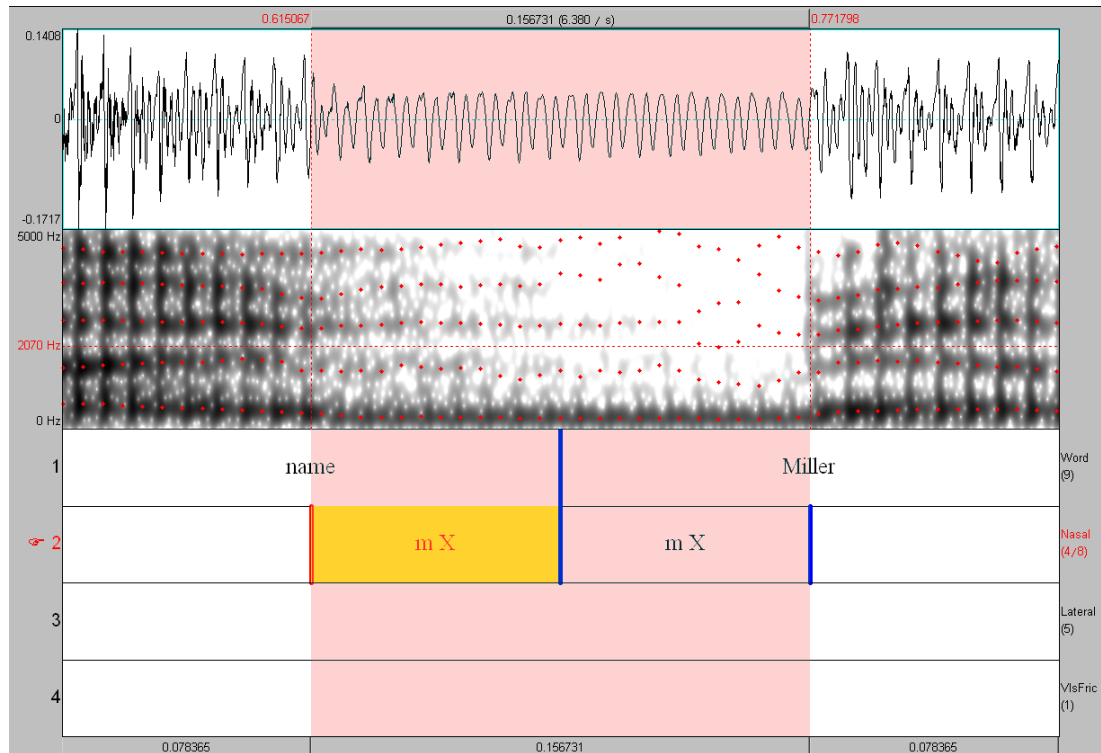 0.615067 0.156731 (6.380 / s) 0.771798
0.1408
0
-0.1717
5000 Hz
2070 Hz
0 Hz
1 name Miller Word
(9)
☞ 2 m X m X Nasal
(4/8)
3 Lateral
(5)
4 VlsFric
(1)
0.078365 0.156731 0.078365